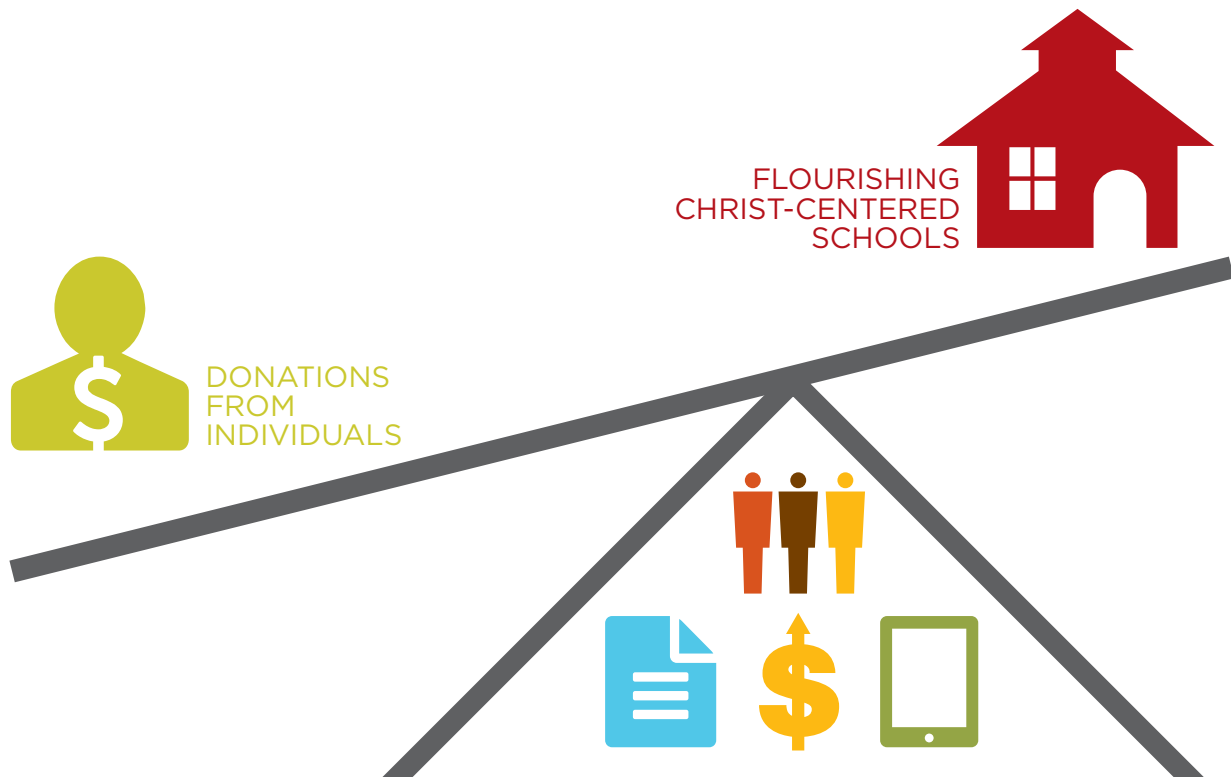 FLOURISHING
CHRIST-CENTERED
SCHOOLS
$
DONATIONS
FROM
INDIVIDUALS
$